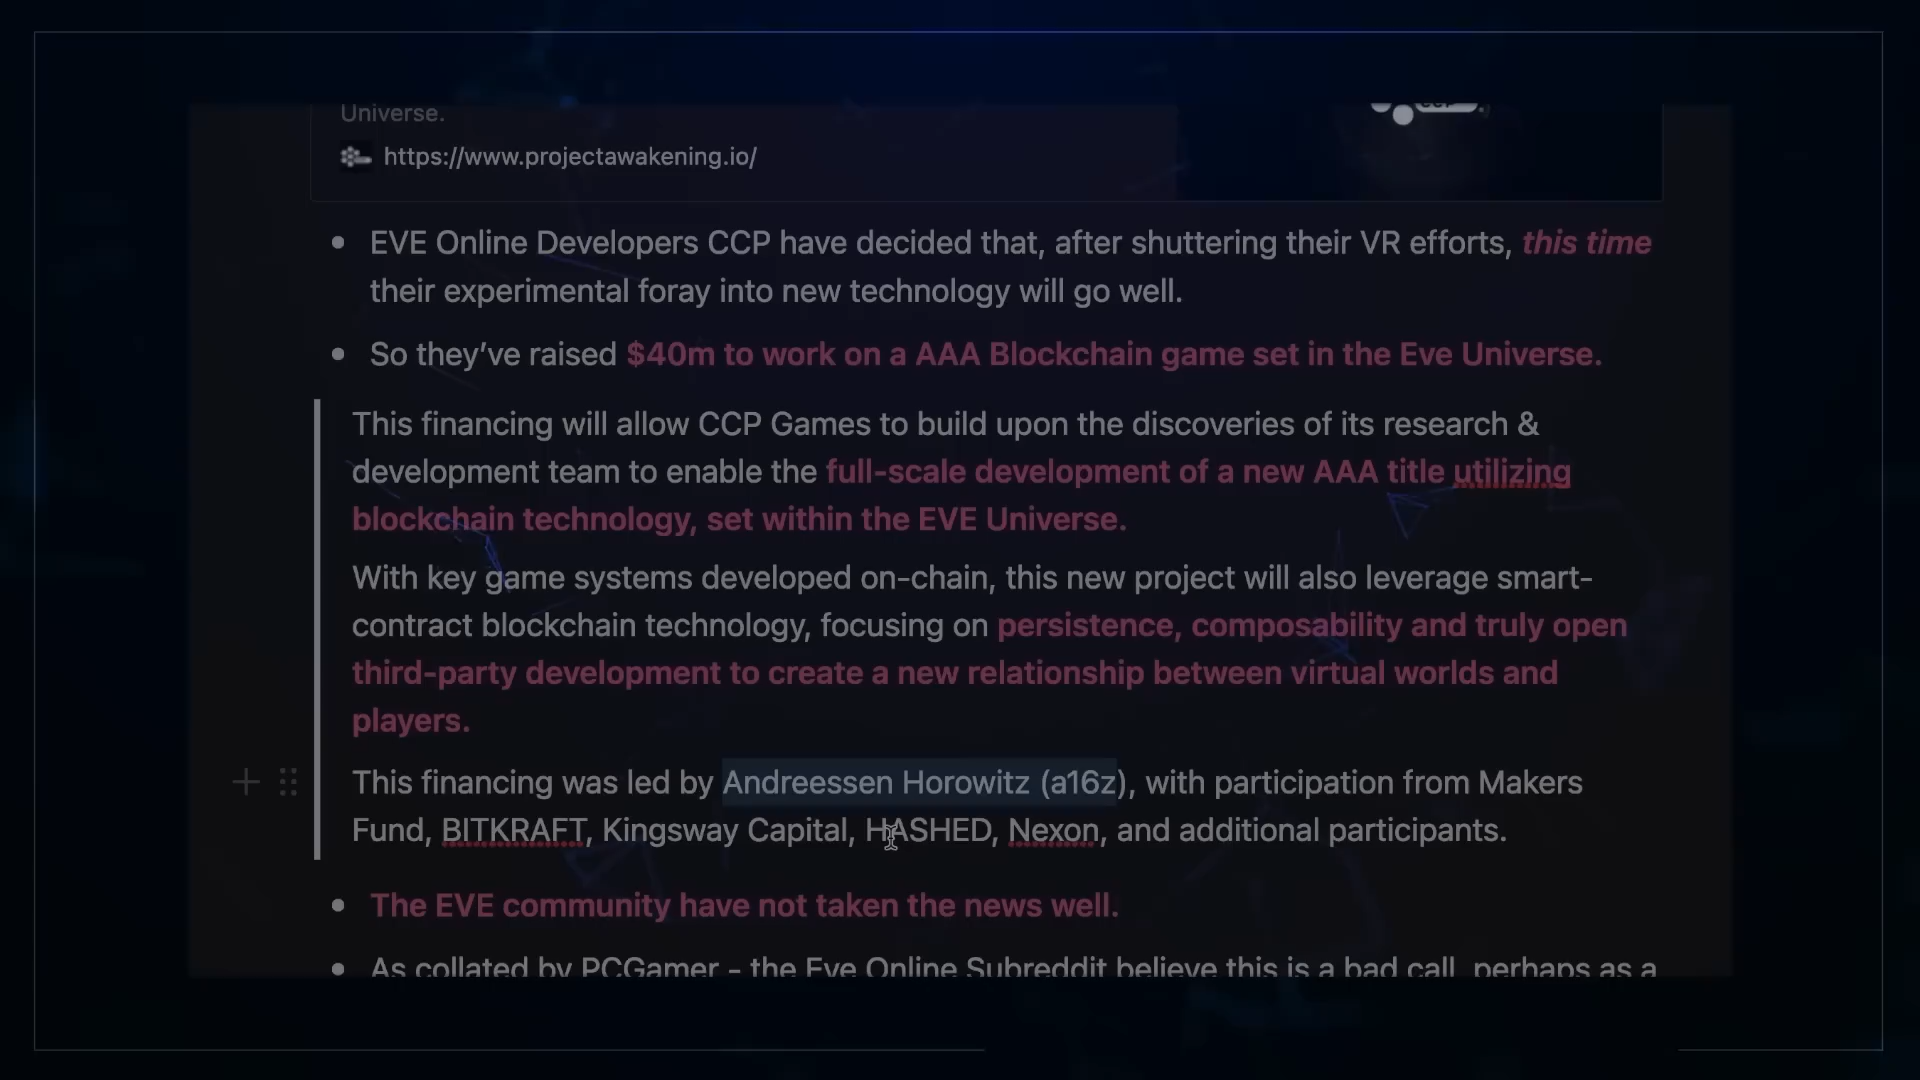 Universe.
https://www.projectawakening.io/
EVE Online Developers CCP have decided that, after shuttering their VR efforts, this time
their experimental foray into new technology will go well.
So they’ve raised $40m to work on a AAA Blockchain game set in the Eve Universe.
This financing will allow CCP Games to build upon the discoveries of its research &
development team to enable the full-scale development of a new AAA title utilizing
blockchain technology, set within the EVE Universe.
With key game systems developed on-chain, this new project will also leverage smart-
contract blockchain technology, focusing on persistence, composability and truly open
third-party development to create a new relationship between virtual worlds and
players.
This financing was led by Andreessen Horowitz (a16z), with participation from Makers
Fund, BITKRAFT, Kingsway Capital, HASHED, Nexon, and additional participants.
The EVE community have not taken the news well.
As collated by PCGamer - the Eve Online Subreddit believe this is a bad call, perhaps as a